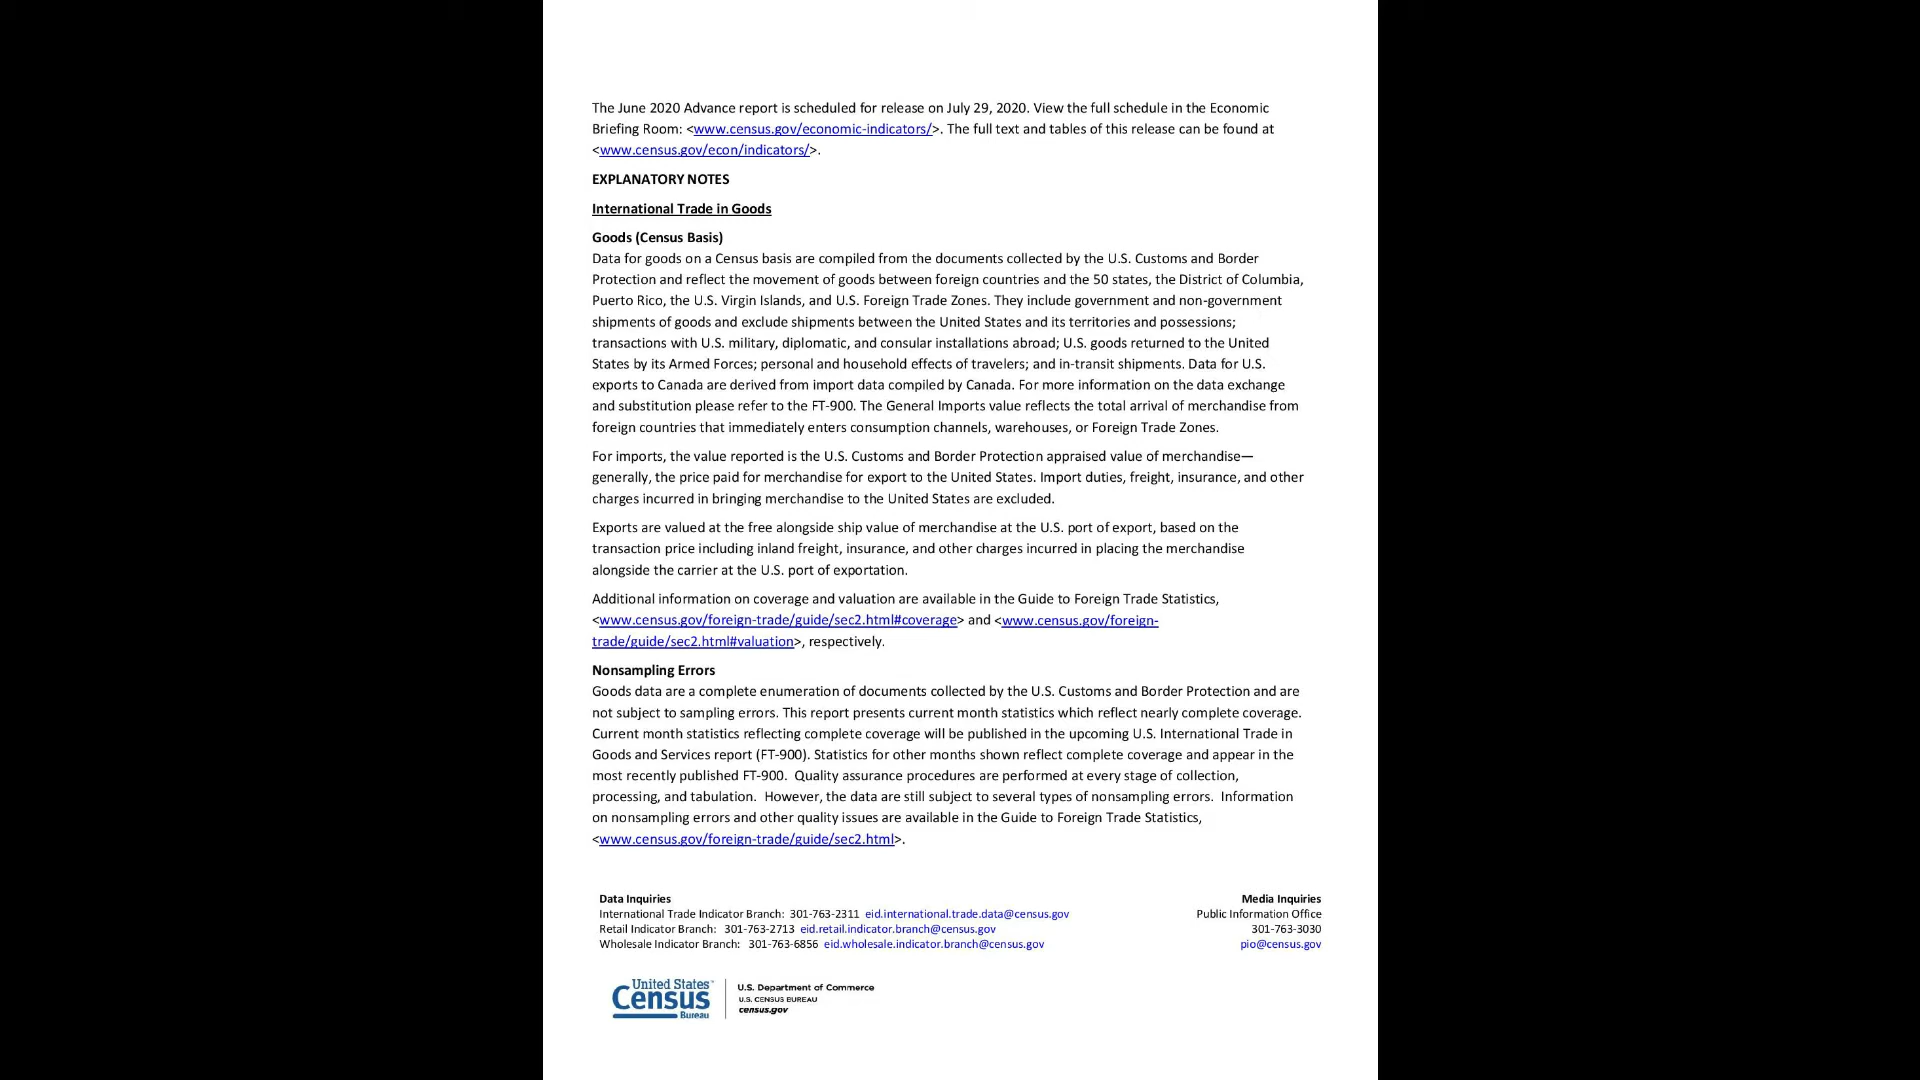 The June 2020 Advance report is scheduled for release on July 29, 2020. View the full schedule in the Economic
Briefing Room: <www.census.gov/economic-indicators/>. The full text and tables of this release can be found at
<www.census.gov/econ/indicators/>.
EXPLANATORY NOTES
International Trade in Goods
Goods (Census Basis)
Data for goods on a Census basis are compiled from the documents collected by the U.S. Customs and Border
Protection and reflect the movement of goods between foreign countries and the 50 states, the District of Columbia,
Puerto Rico, the U.S. Virgin Islands, and U.S. Foreign Trade Zones. They include government and non-government
shipments of goods and exclude shipments between the United States and its territories and possessions;
transactions with U.S. military, diplomatic, and consular installations abroad; U.S. goods returned to the United
States by its Armed Forces; personal and household effects of travelers; and in-transit shipments. Data for U.S.
exports to Canada are derived from import data compiled by Canada. For more information on the data exchange
and substitution please refer to the FT-900. The General Imports value reflects the total arrival of merchandise from
foreign countries that immediately enters consumption channels, warehouses, or Foreign Trade Zones.
For imports, the value reported is the U.S. Customs and Border Protection appraised value of merchandise—
generally, the price paid for merchandise for export to the United States. Import duties, freight, insurance, and other
charges incurred in bringing merchandise to the United States are excluded.
Exports are valued at the free alongside ship value of merchandise at the U.S. port of export, based on the
transaction price including inland freight, insurance, and other charges incurred in placing the merchandise
alongside the carrier at the U.S. port of exportation.
Additional information on coverage and valuation are available in the Guide to Foreign Trade Statistics,
<www.census.gov/foreign-trade/guide/sec2.html#coverage> and <www.census.gov/foreign-
trade/guide/sec2.html#valuation>, respectively.
Nonsampling Errors
Goods data are a complete enumeration of documents collected by the U.S. Customs and Border Protection and are
not subject to sampling errors. This report presents current month statistics which reflect nearly complete coverage.
Current month statistics reflecting complete coverage will be published in the upcoming U.S. International Trade in
Goods and Services report (FT-900). Statistics for other months shown reflect complete coverage and appear in the
most recently published FT-900.  Quality assurance procedures are performed at every stage of collection,
processing, and tabulation.  However, the data are still subject to several types of nonsampling errors.  Information
on nonsampling errors and other quality issues are available in the Guide to Foreign Trade Statistics,
<www.census.gov/foreign-trade/guide/sec2.html>.
Data Inquiries
International Trade Indicator Branch:  301-763-2311  eid.international.trade.data@census.gov
Retail Indicator Branch:   301-763-2713  eid.retail.indicator.branch@census.gov
Wholesale Indicator Branch:   301-763-6856  eid.wholesale.indicator.branch@census.gov
Media Inquiries
Public Information Office
301-763-3030
pio@census.gov
United States™
Census
Bureau
U.S. Department of Commerce
U.S. CENSUS BUREAU
census.gov